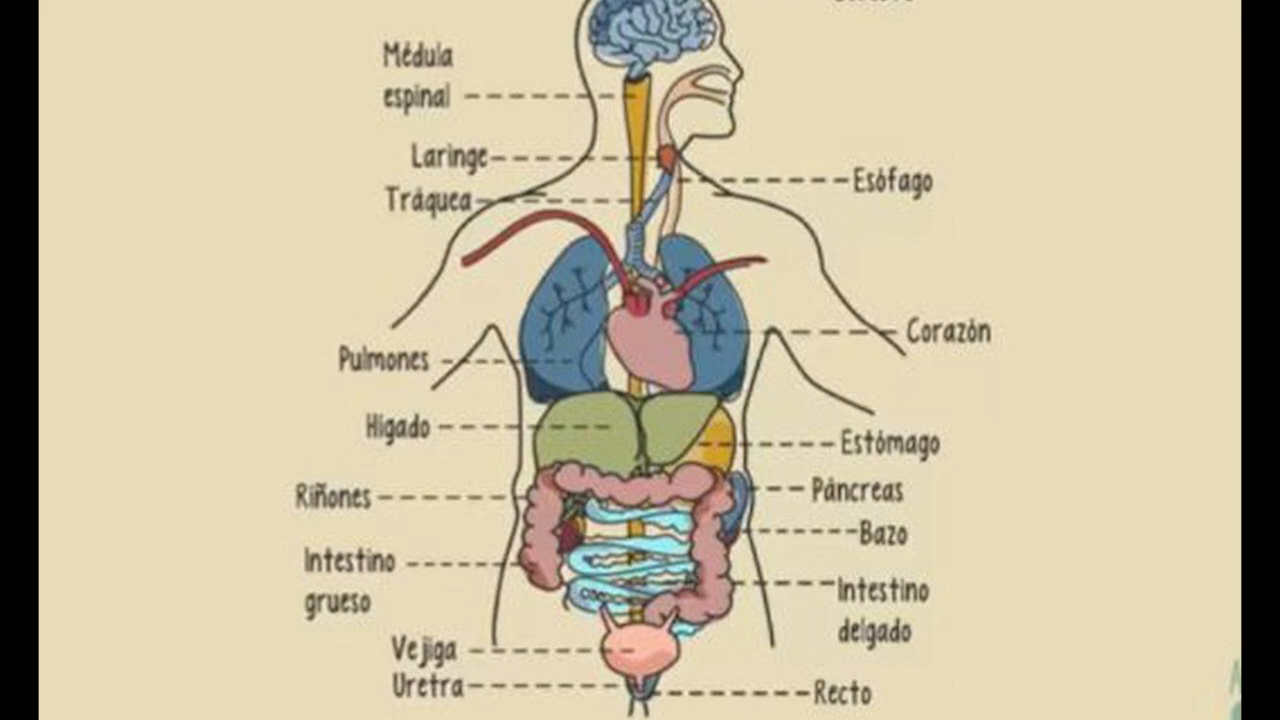 Médula
espinal
Laringe
Tráquea
Esófago
Corazón
Pulmones
Hígado
Estómago
Riñones
Páncreas
Bazo
Intestino
grueso
Intestino
delgado
Vejiga
Uretra
Recto